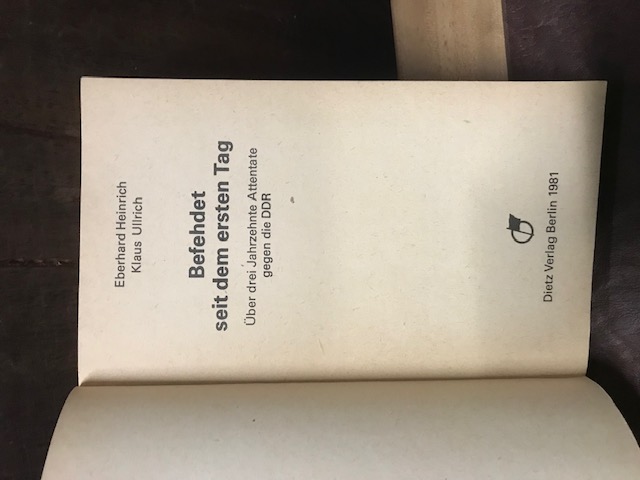 Eberhard Heinrich
Klaus Ullrich
Befehdet
seit dem ersten Tag
Über drei Jahrzehnte Attentate
gegen die DDR
Dietz Verlag Berlin 1981